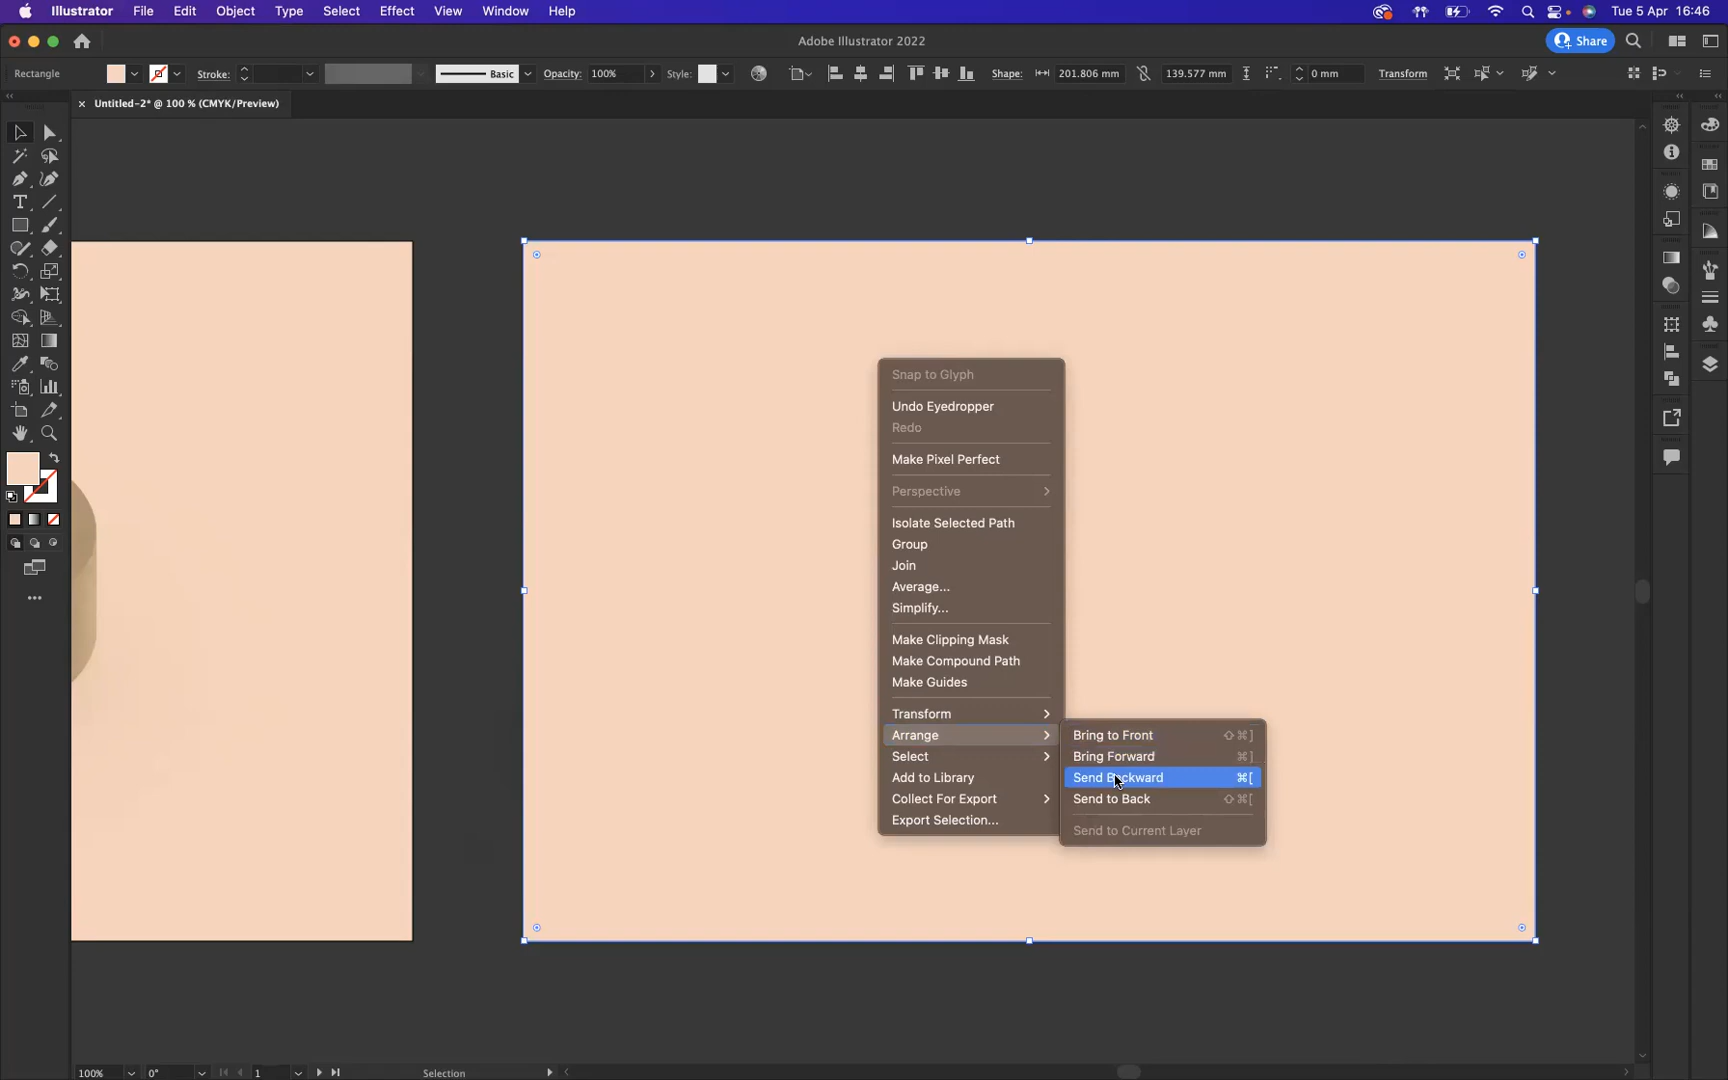 Illustrator File Edit Object Type Select Effect View Window Help Tue 5 Apr 16:46
Adobe Illustrator 2022 Share
Rectangle Stroke: Basic Opacity: 100% Style: Shape: 201.806 mm 139.577 mm 0 mm Transform
× Untitled-2* @ 100 % (CMYK/Preview)
Snap to Glyph
Undo Eyedropper
Redo
Make Pixel Perfect
Perspective
Isolate Selected Path
Group
Join
Average...
Simplify...
Make Clipping Mask
Make Compound Path
Make Guides
Transform
Arrange
Select
Add to Library
Collect For Export
Export Selection...
Bring to Front ⇧⌘]
Bring Forward ⌘]
Send Backward ⌘[
Send to Back ⇧⌘[
Send to Current Layer
100% 0° 1 Selection